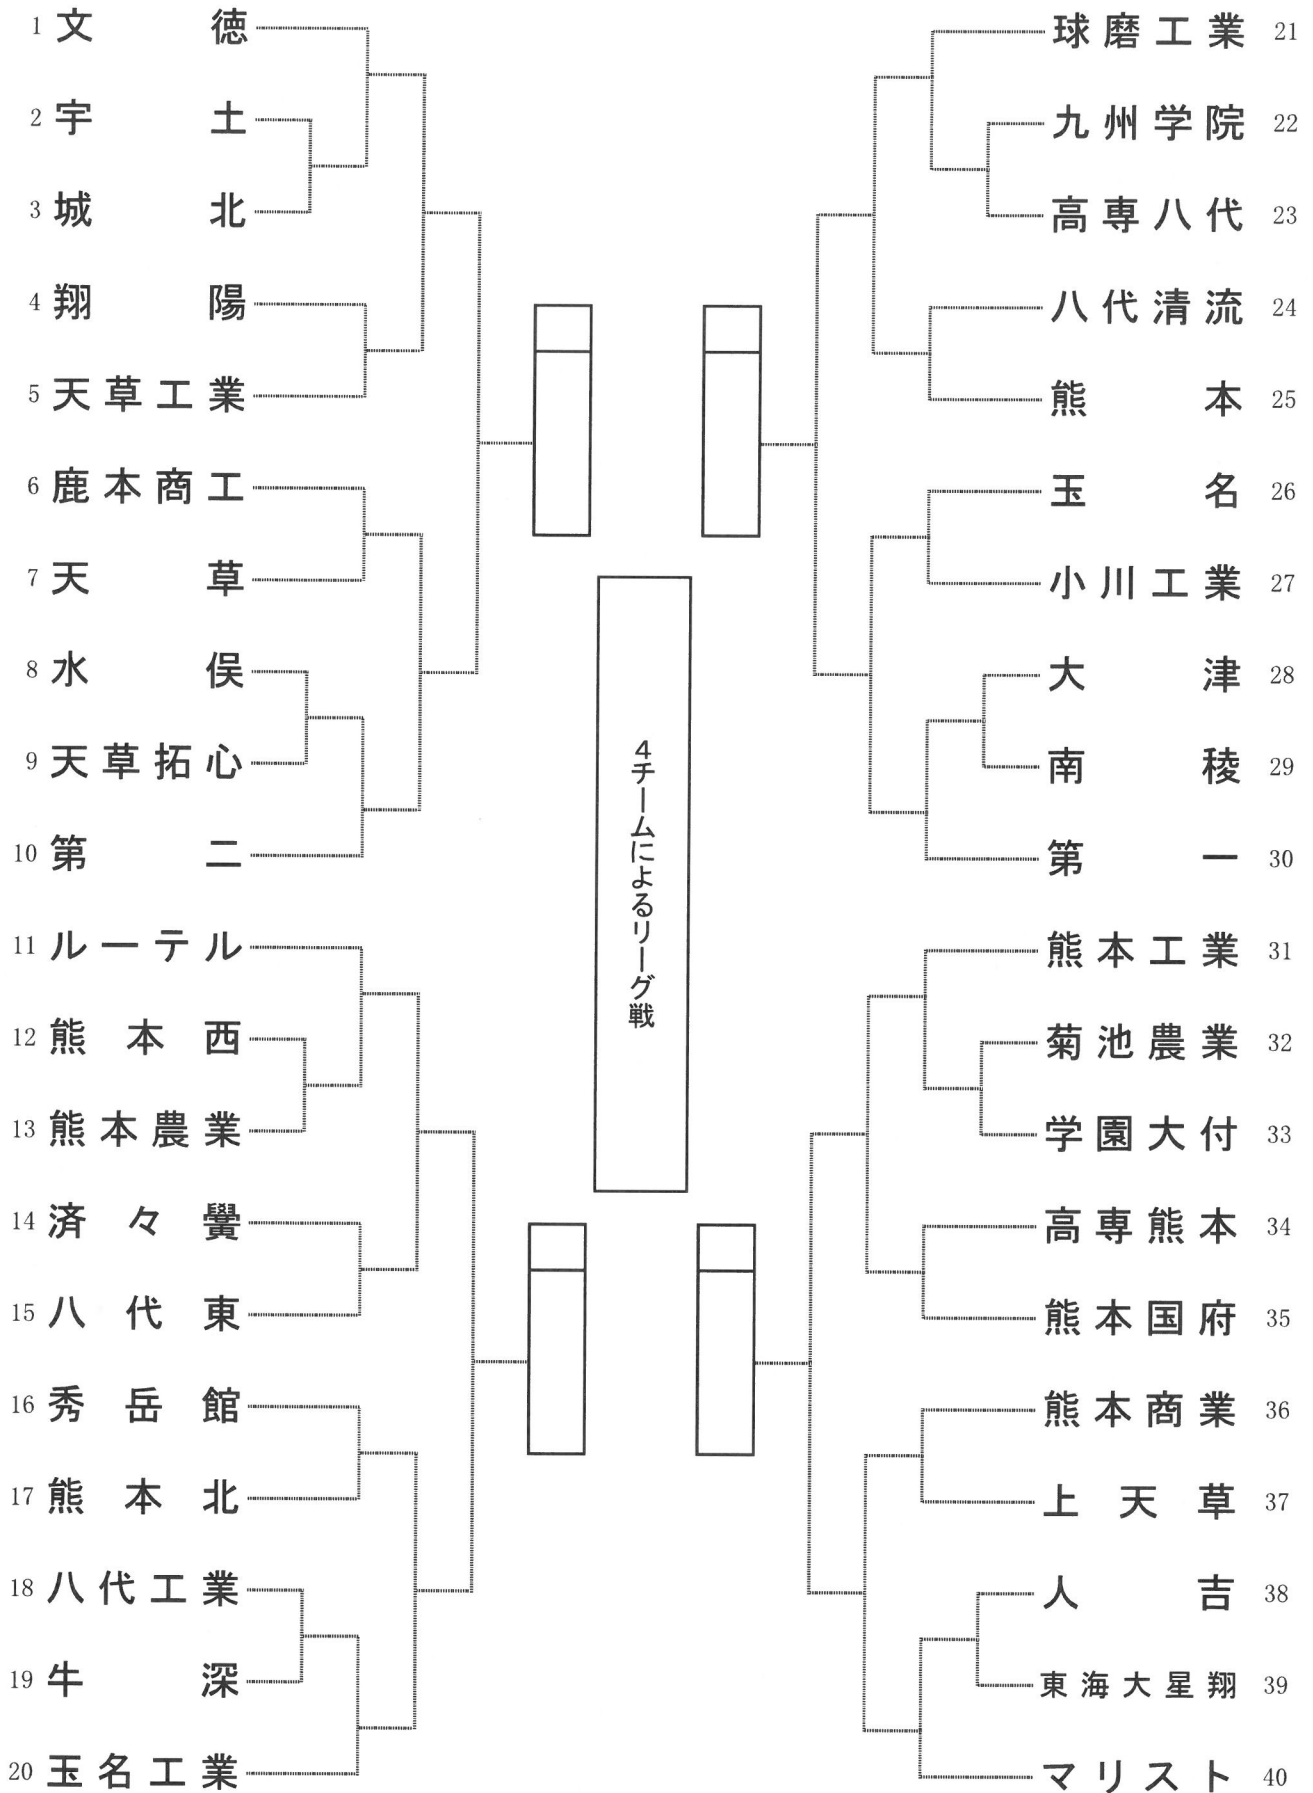 1 文徳
2 宇土
3 城北
4 翔陽
5 天草工業
6 鹿本商工
7 天草
8 水俣
9 天草拓心
10 第二
11 ルーテル
12 熊本西
13 熊本農業
14 済々黌
15 八代東
16 秀岳館
17 熊本北
18 八代工業
19 牛深
20 玉名工業
4チームによるリーグ戦
球磨工業 21
九州学院 22
高専八代 23
八代清流 24
熊本 25
玉名 26
小川工業 27
大津 28
南稜 29
第一 30
熊本工業 31
菊池農業 32
学園大付 33
高専熊本 34
熊本国府 35
熊本商業 36
上天草 37
人吉 38
東海大星翔 39
マリスト 40